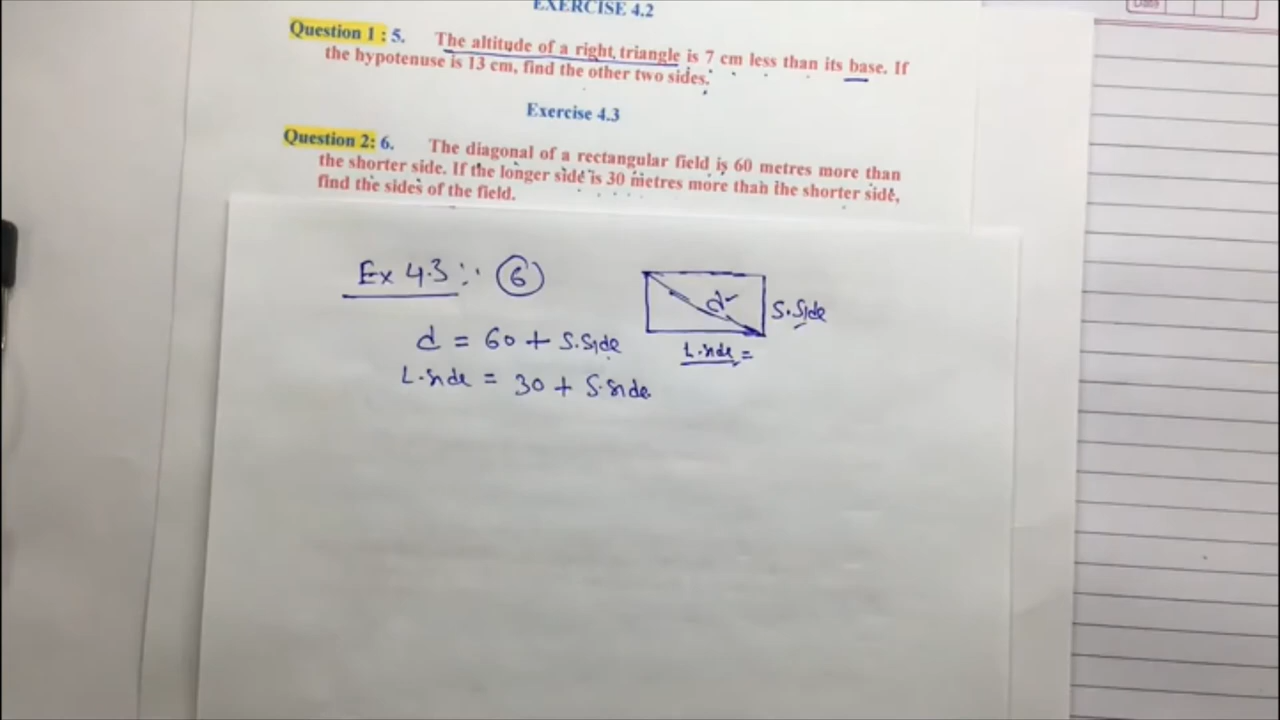 EXERCISE 4.2
Question 1 : 5. The altitude of a right triangle is 7 cm less than its base. If
the hypotenuse is 13 cm, find the other two sides.
Exercise 4.3
Question 2: 6. The diagonal of a rectangular field is 60 metres more than
the shorter side. If the longer side is 30 metres more than the shorter side,
find the sides of the field.
Ex 4.3 : 6
d
S.Side
L.side =
d = 60 + S.Side
L.side = 30 + S.side
Date